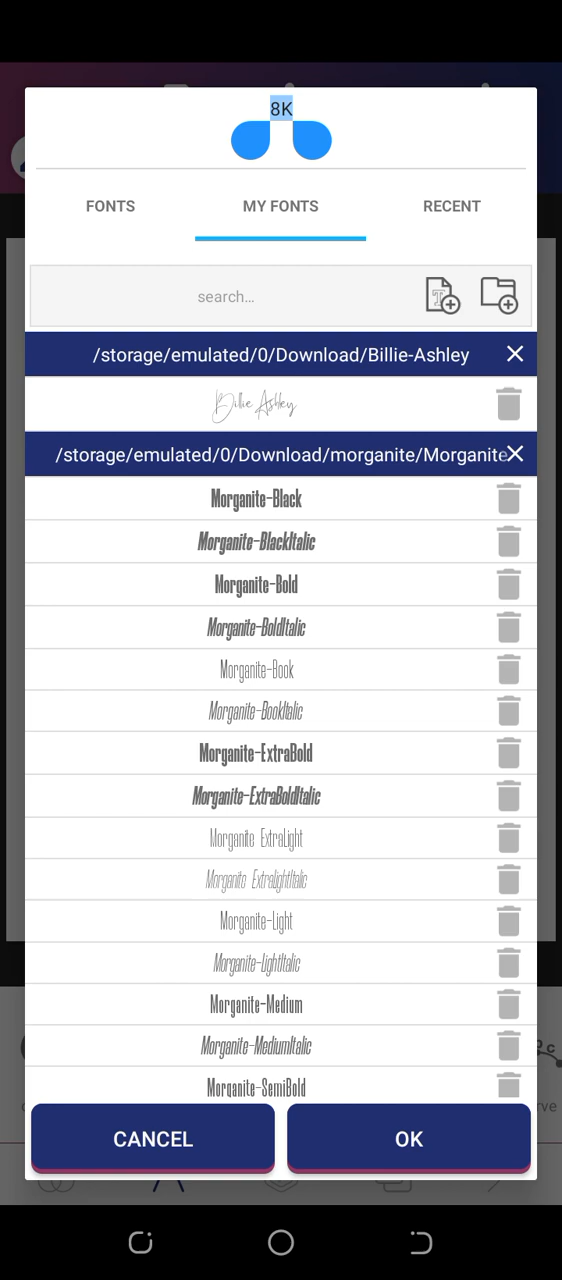 8K
FONTS MY FONTS RECENT
search...
/storage/emulated/0/Download/Billie-Ashley
Billie Ashley
/storage/emulated/0/Download/morganite/Morganite
Morganite-Black
Morganite-BlackItalic
Morganite-Bold
Morganite-BoldItalic
Morganite-Book
Morganite-BookItalic
Morganite-ExtraBold
Morganite-ExtraBoldItalic
Morganite ExtraLight
Morganite ExtraLightItalic
Morganite-Light
Morganite-LightItalic
Morganite-Medium
Morganite-MediumItalic
Morganite-SemiBold
CANCEL OK